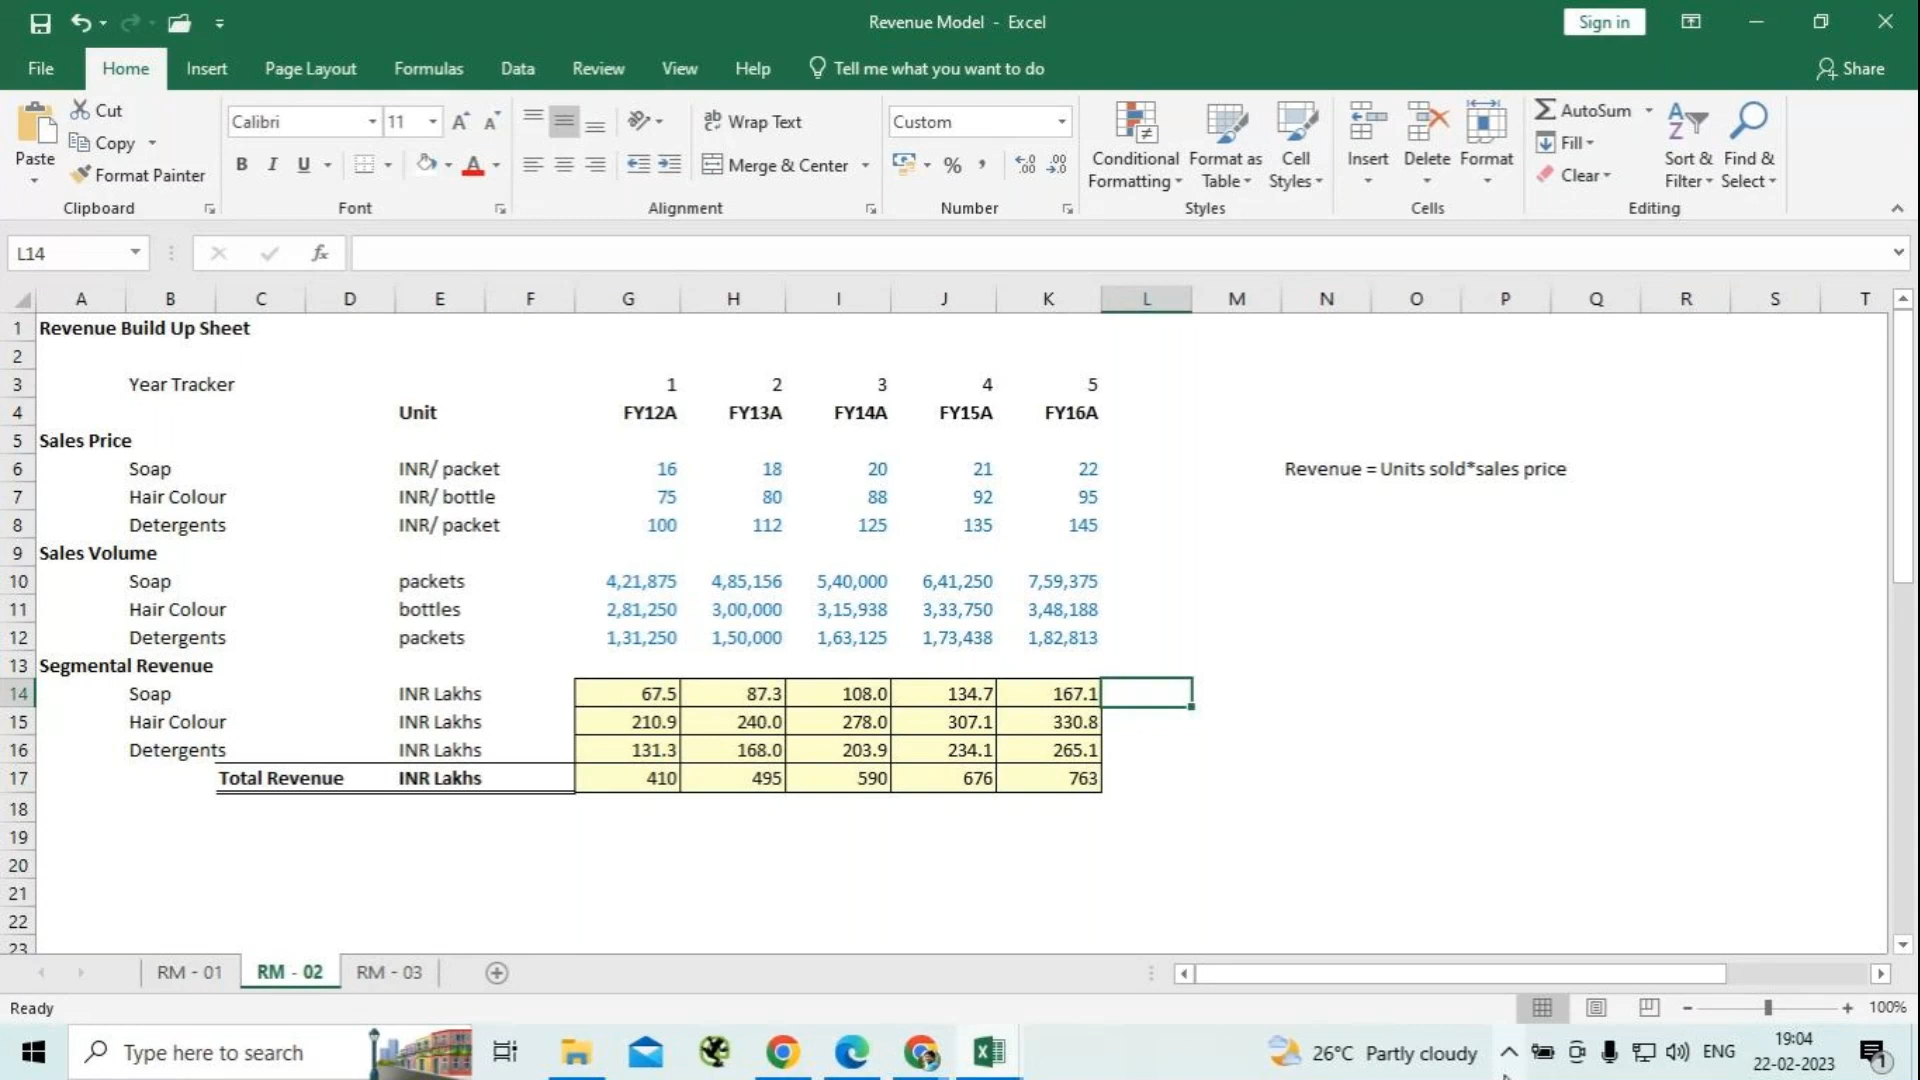 Revenue Model - Excel
Sign in
File Home Insert Page Layout Formulas Data Review View Help Tell me what you want to do Share
Paste
Cut
Copy
Format Painter
Clipboard
Calibri 11 A A
B I U A
Font
ab Wrap Text
Merge & Center
Alignment
Custom
% , .00
Number
Conditional Formatting
Format as Table
Cell Styles
Styles
Insert Delete Format
Cells
AutoSum
Fill
Clear
Sort & Filter
Find & Select
Editing
L14 fx
A B C D E F G H I J K L M N O P Q R S T
1 Revenue Build Up Sheet
2
3 Year Tracker 1 2 3 4 5
4 Unit FY12A FY13A FY14A FY15A FY16A
5 Sales Price
6 Soap INR/ packet 16 18 20 21 22 Revenue = Units sold*sales price
7 Hair Colour INR/ bottle 75 80 88 92 95
8 Detergents INR/ packet 100 112 125 135 145
9 Sales Volume
10 Soap packets 4,21,875 4,85,156 5,40,000 6,41,250 7,59,375
11 Hair Colour bottles 2,81,250 3,00,000 3,15,938 3,33,750 3,48,188
12 Detergents packets 1,31,250 1,50,000 1,63,125 1,73,438 1,82,813
13 Segmental Revenue
14 Soap INR Lakhs 67.5 87.3 108.0 134.7 167.1
15 Hair Colour INR Lakhs 210.9 240.0 278.0 307.1 330.8
16 Detergents INR Lakhs 131.3 168.0 203.9 234.1 265.1
17 Total Revenue INR Lakhs 410 495 590 676 763
18
19
20
21
22
23
RM - 01 RM - 02 RM - 03
Ready 100%
Type here to search 26°C Partly cloudy ENG 19:04
22-02-2023 1